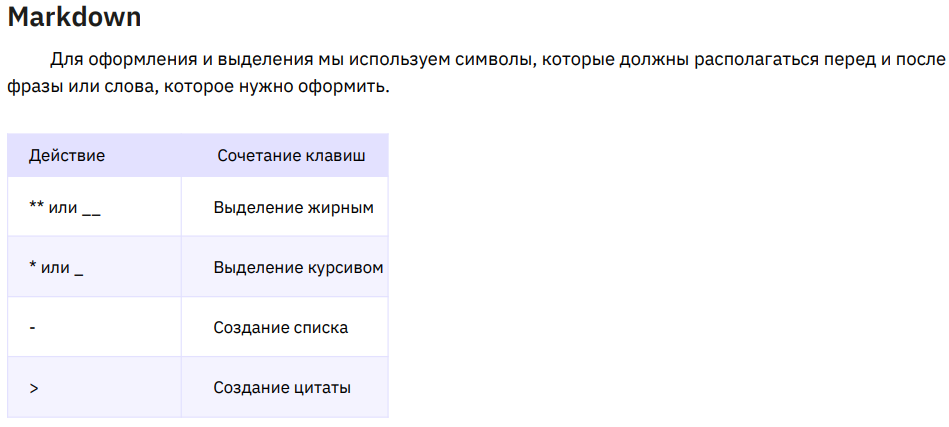 Markdown
Для оформления и выделения мы используем символы, которые должны располагаться перед и после
фразы или слова, которое нужно оформить.
Действие Сочетание клавиш
** или __ Выделение жирным
* или _ Выделение курсивом
- Создание списка
> Создание цитаты